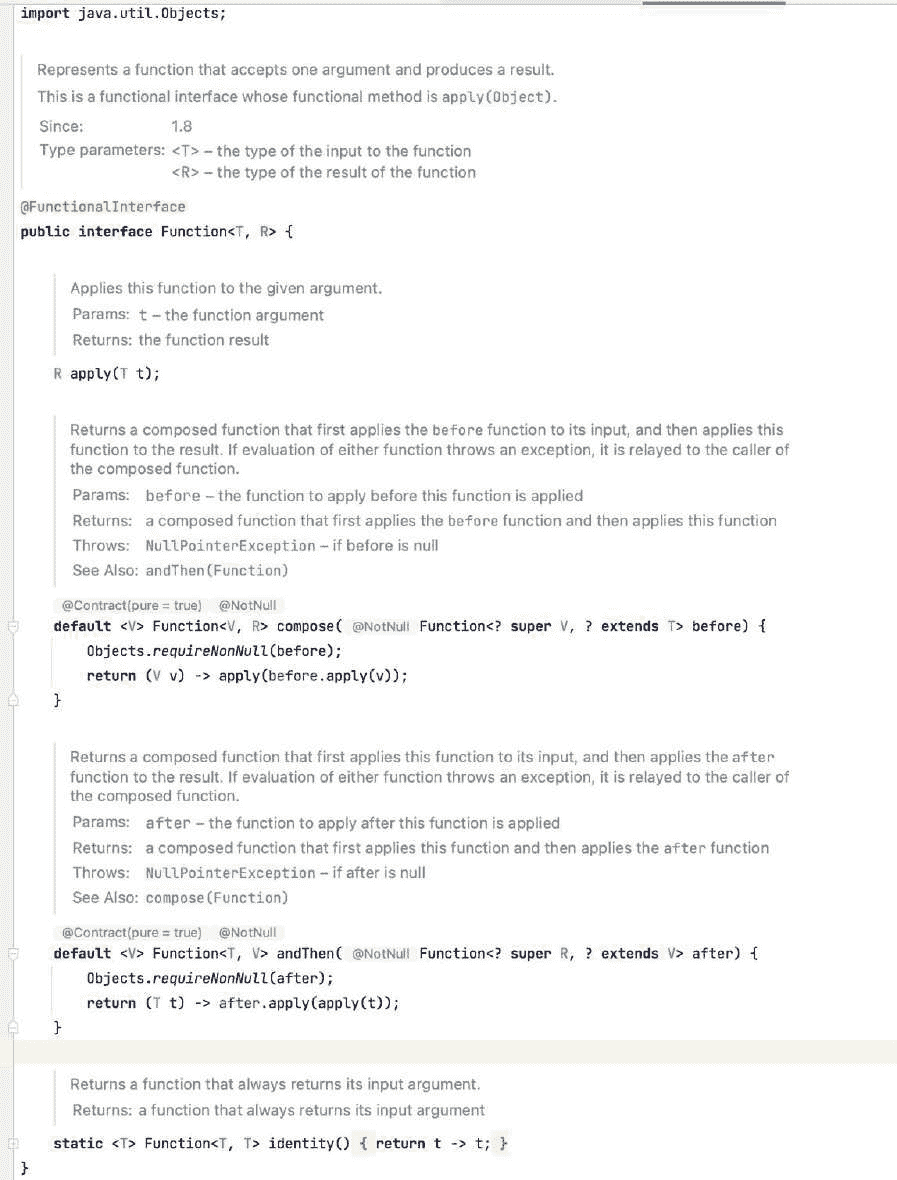 import java.util.Objects;
Represents a function that accepts one argument and produces a result.
This is a functional interface whose functional method is apply(Object).
Since: 1.8
Type parameters: <T> – the type of the input to the function
<R> – the type of the result of the function
@FunctionalInterface
public interface Function<T, R> {
Applies this function to the given argument.
Params: t – the function argument
Returns: the function result
R apply(T t);
Returns a composed function that first applies the before function to its input, and then applies this
function to the result. If evaluation of either function throws an exception, it is relayed to the caller of
the composed function.
Params: before – the function to apply before this function is applied
Returns: a composed function that first applies the before function and then applies this function
Throws: NullPointerException – if before is null
See Also: andThen(Function)
@Contract(pure = true) @NotNull
default <V> Function<V, R> compose( @NotNull Function<? super V, ? extends T> before) {
Objects.requireNonNull(before);
return (V v) -> apply(before.apply(v));
}
Returns a composed function that first applies this function to its input, and then applies the after
function to the result. If evaluation of either function throws an exception, it is relayed to the caller of
the composed function.
Params: after – the function to apply after this function is applied
Returns: a composed function that first applies this function and then applies the after function
Throws: NullPointerException – if after is null
See Also: compose(Function)
@Contract(pure = true) @NotNull
default <V> Function<T, V> andThen( @NotNull Function<? super R, ? extends V> after) {
Objects.requireNonNull(after);
return (T t) -> after.apply(apply(t));
}
Returns a function that always returns its input argument.
Returns: a function that always returns its input argument
static <T> Function<T, T> identity() { return t -> t; }
}